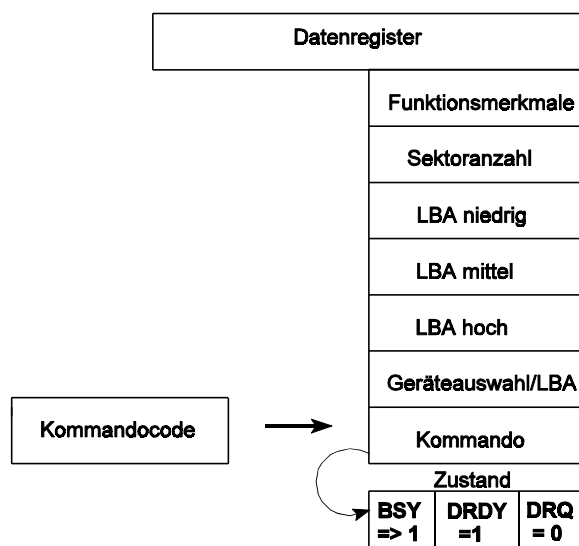 Datenregister
Funktionsmerkmale
Sektoranzahl
LBA niedrig
LBA mittel
LBA hoch
Geräteauswahl/LBA
Kommandocode
Kommando
Zustand
BSY DRDY DRQ
=> 1 =1 = 0